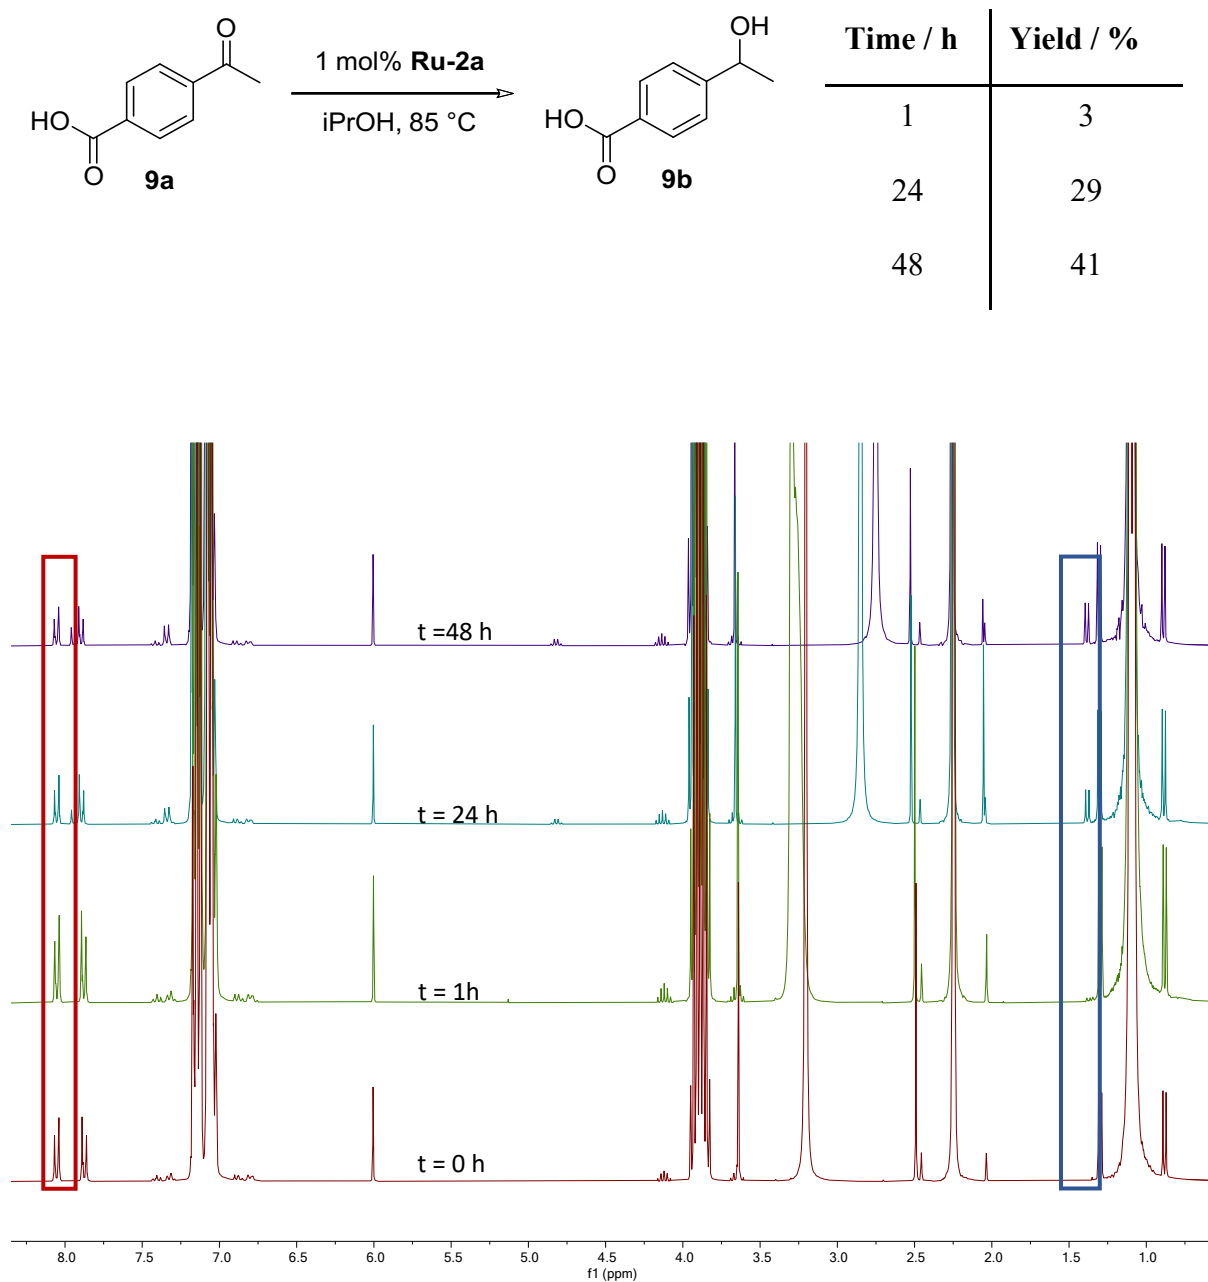 O
HO
O
9a
1 mol% Ru-2a
iPrOH, 85 °C
OH
HO
O
9b
Time / h Yield / %
1 3
24 29
48 41
t =48 h
t = 24 h
t = 1h
t = 0 h
8.0 7.5 7.0 6.5 6.0 5.5 5.0 4.5 4.0 3.5 3.0 2.5 2.0 1.5 1.0
f1 (ppm)